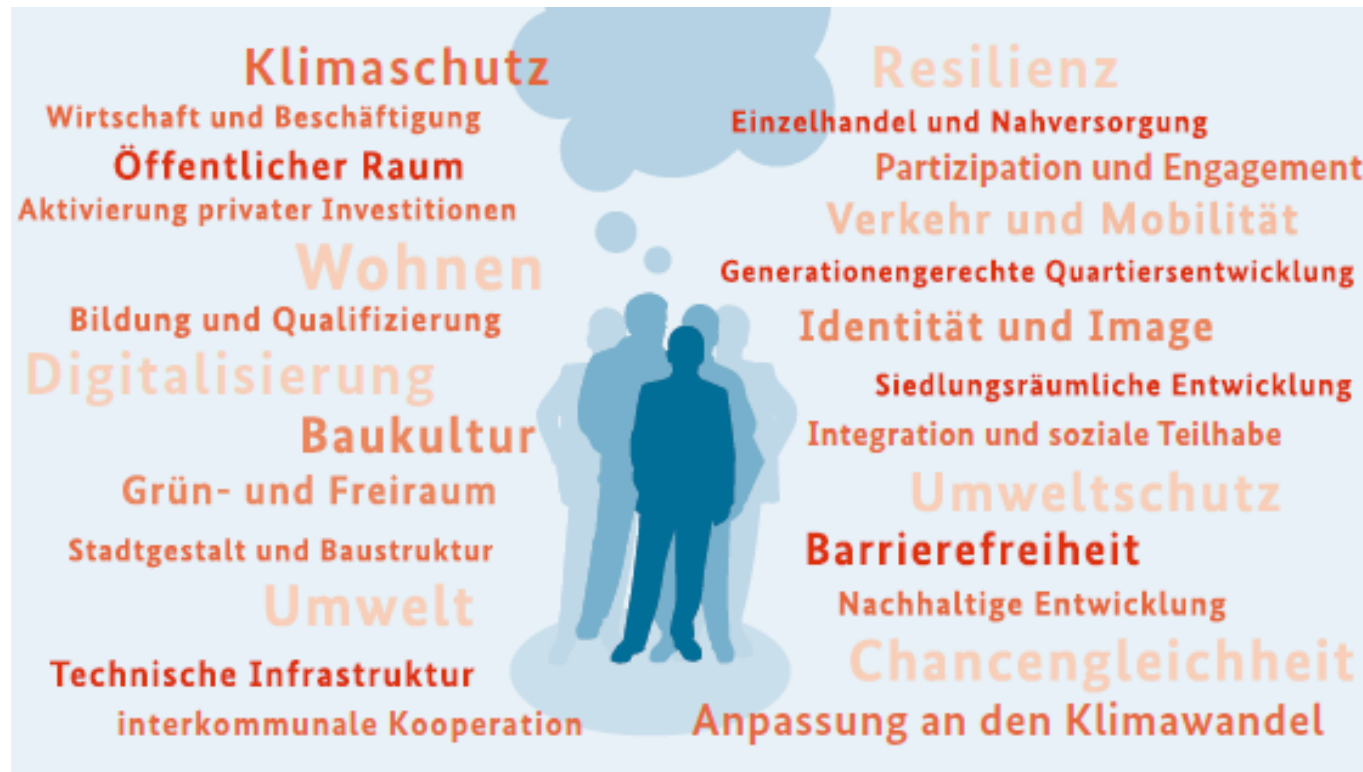 Klimaschutz
Wirtschaft und Beschäftigung
Öffentlicher Raum
Aktivierung privater Investitionen
Wohnen
Bildung und Qualifizierung
Digitalisierung
Baukultur
Grün- und Freiraum
Stadtgestalt und Baustruktur
Umwelt
Technische Infrastruktur
interkommunale Kooperation
Resilienz
Einzelhandel und Nahversorgung
Partizipation und Engagement
Verkehr und Mobilität
Generationengerechte Quartiersentwicklung
Identität und Image
Siedlungsräumliche Entwicklung
Integration und soziale Teilhabe
Umweltschutz
Barrierefreiheit
Nachhaltige Entwicklung
Chancengleichheit
Anpassung an den Klimawandel